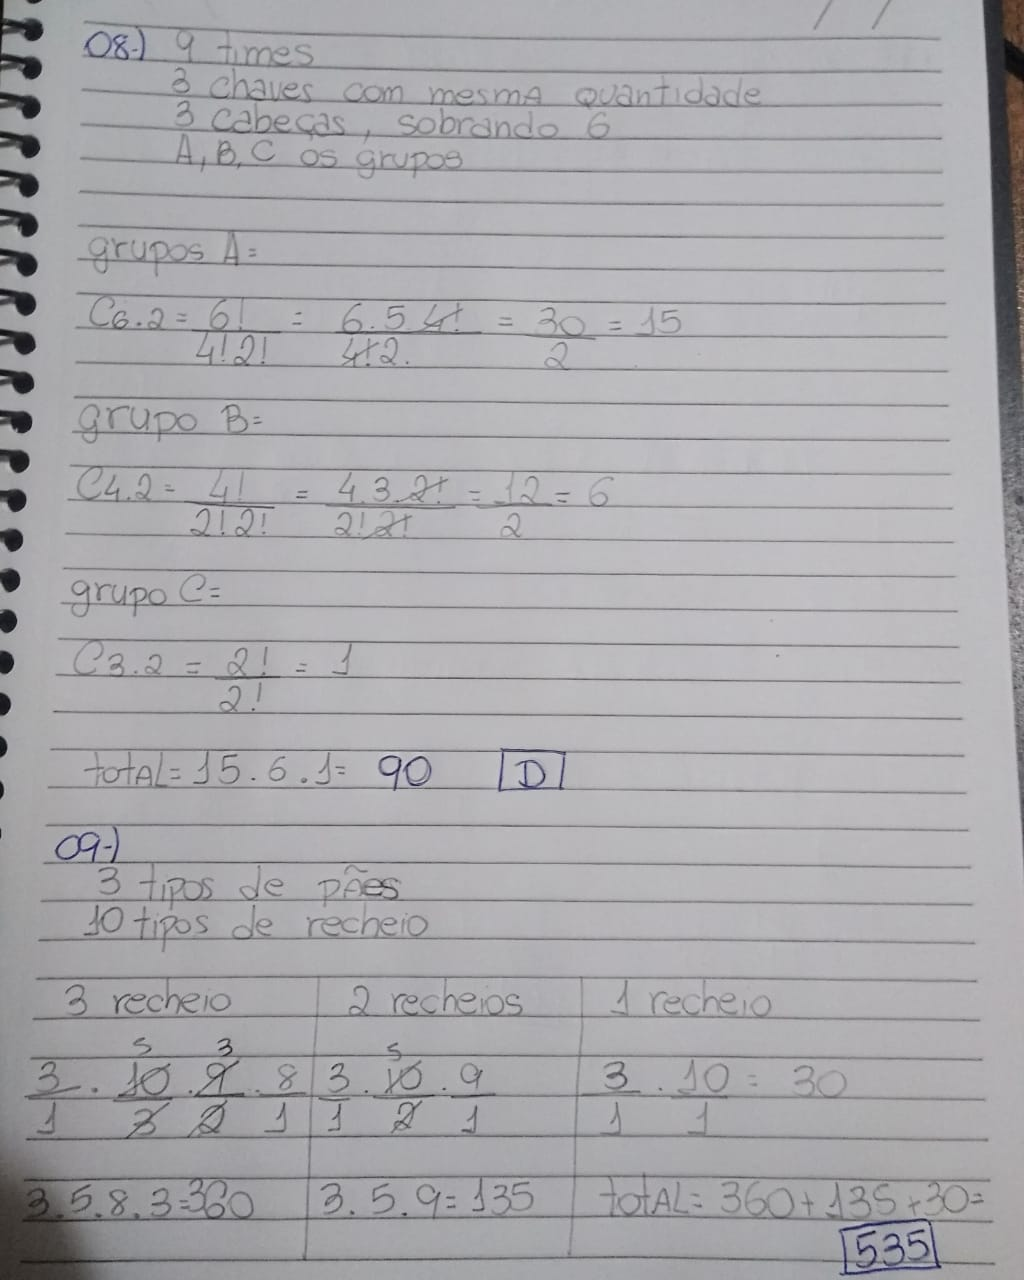 08-) 9 times
3 chaves com mesma quantidade
3 cabeças, sobrando 6
A, B, C os grupos
grupos A=
C6.2 = 6!/4!2! = 6.5 4!/4!2. = 30/2 = 15
grupo B=
C4.2 = 4!/2!2! = 4.3.2!/2!2! = 12/2 = 6
grupo C=
C3.2 = 2!/2! = 1
total = 15.6.1= 90 D
09-)
3 tipos de pães
10 tipos de recheio
3 recheio 2 recheios 1 recheio
5 3 5
3/1 . 10/3 . 9/2 . 8/1 3/1 . 10/2 . 9/1 3/1 . 10/1 = 30
3.5.8.3=360 3.5.9=135 total= 360+135+30=
535